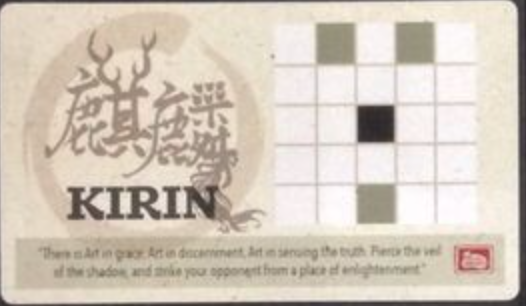 麒麟
KIRIN
"There is Art in grace; Art in discernment, Art in sensing the truth. Pierce the veil
of the shadow, and strike your opponent from a place of enlightenment."